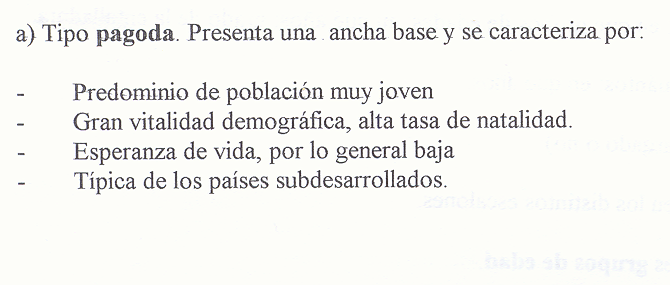 a) Tipo pagoda. Presenta una ancha base y se caracteriza por:
- Predominio de población muy joven
- Gran vitalidad demográfica, alta tasa de natalidad.
- Esperanza de vida, por lo general baja
- Típica de los países subdesarrollados.